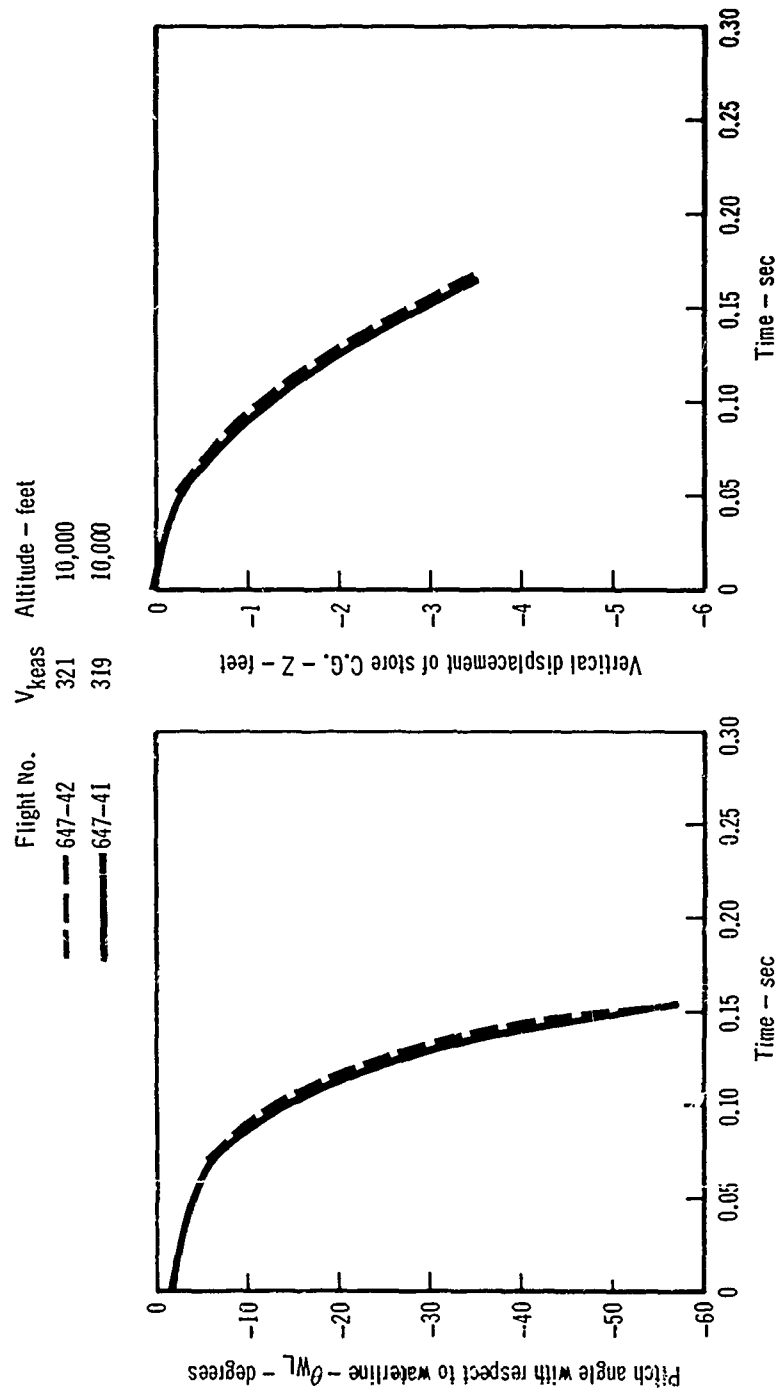 Flight No. Vkeas Altitude – feet
647–42 321 10,000
647–41 319 10,000
Pitch angle with respect to waterline – θWL – degrees
0
–10
–20
–30
–40
–50
–60
0 0.05 0.10 0.15 0.20 0.25 0.30
Time – sec
Vertical displacement of store C.G. – Z – feet
0
–1
–2
–3
–4
–5
–6
0 0.05 0.10 0.15 0.20 0.25 0.30
Time – sec